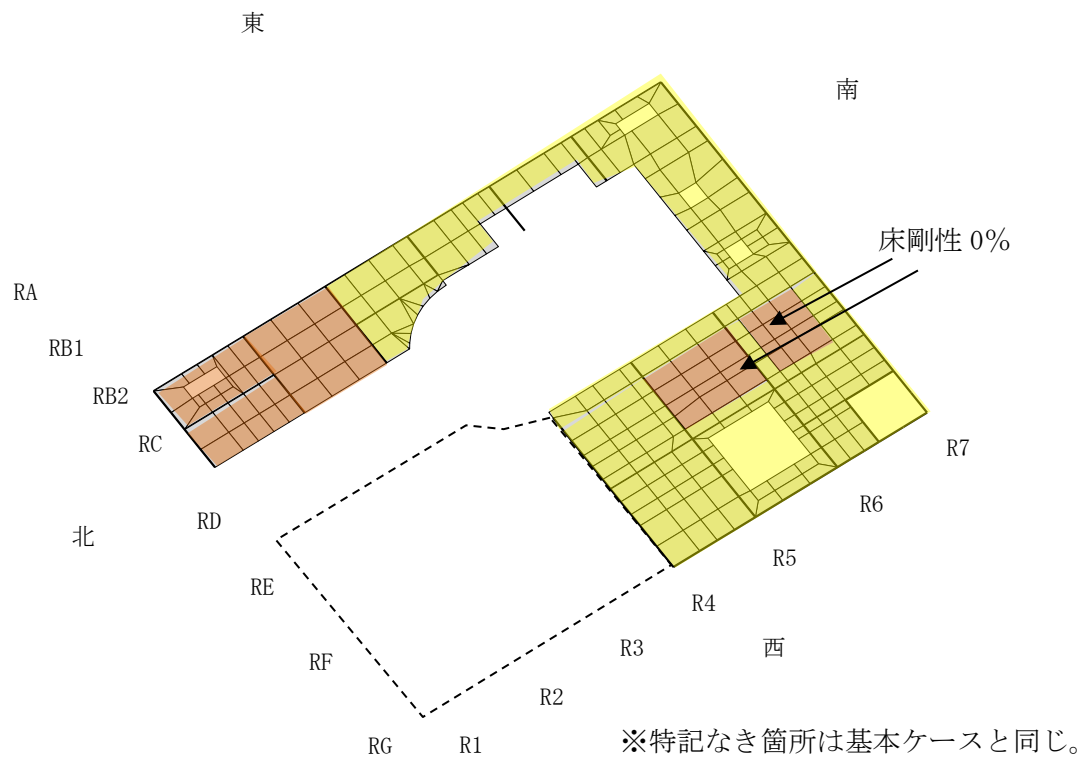 東
南
床剛性 0%
RA
RB1
RB2
RC
RD
北
RE
RF
RG
R1
R2
R3
R4
R5
R6
R7
西
※特記なき箇所は基本ケースと同じ。